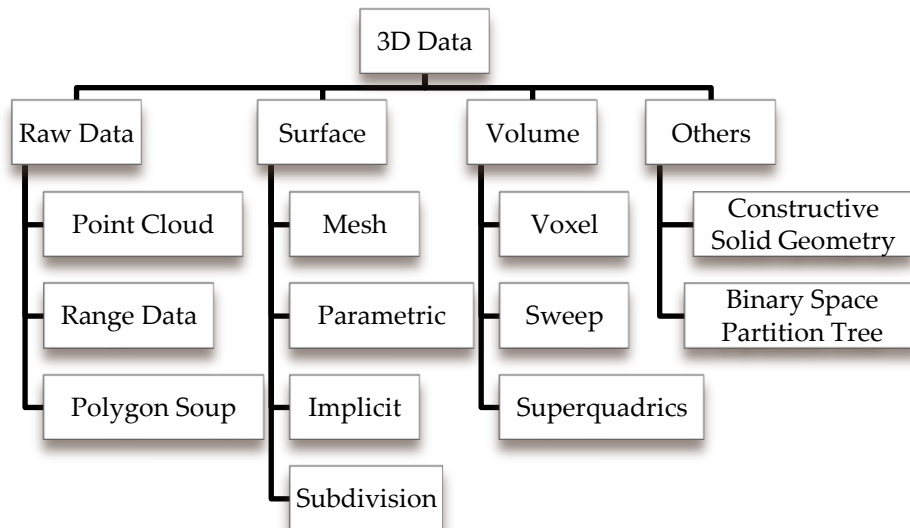 3D Data
Raw Data
Point Cloud
Range Data
Polygon Soup
Surface
Mesh
Parametric
Implicit
Subdivision
Volume
Voxel
Sweep
Superquadrics
Others
Constructive
Solid Geometry
Binary Space
Partition Tree